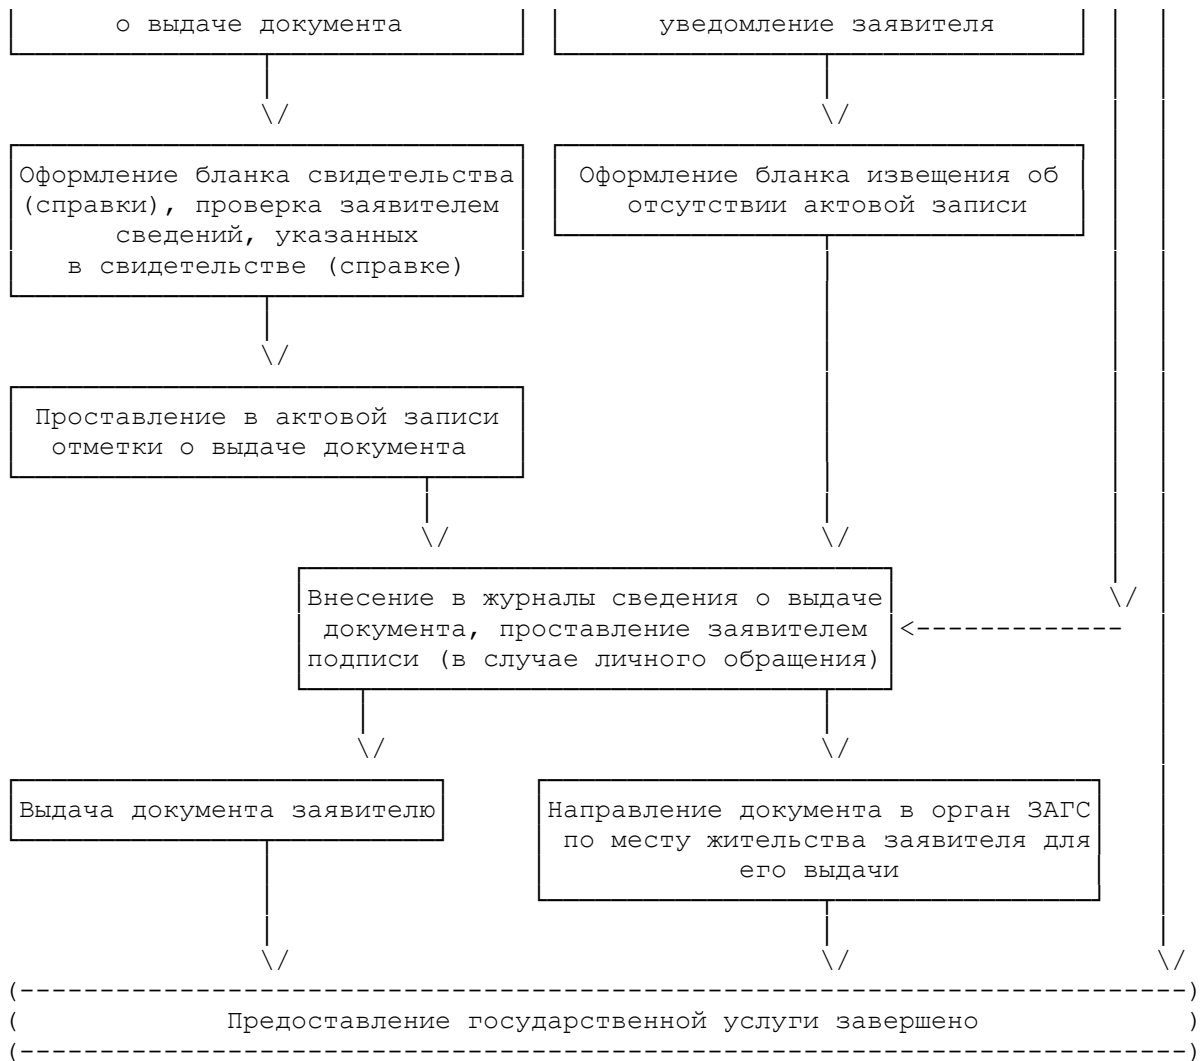 о выдаче документа
уведомление заявителя
Оформление бланка свидетельства
(справки), проверка заявителем
сведений, указанных
в свидетельстве (справке)
Оформление бланка извещения об
отсутствии актовой записи
Проставление в актовой записи
отметки о выдаче документа
Внесение в журналы сведения о выдаче
документа, проставление заявителем
подписи (в случае личного обращения)
Выдача документа заявителю
Направление документа в орган ЗАГС
по месту жительства заявителя для
его выдачи
Предоставление государственной услуги завершено